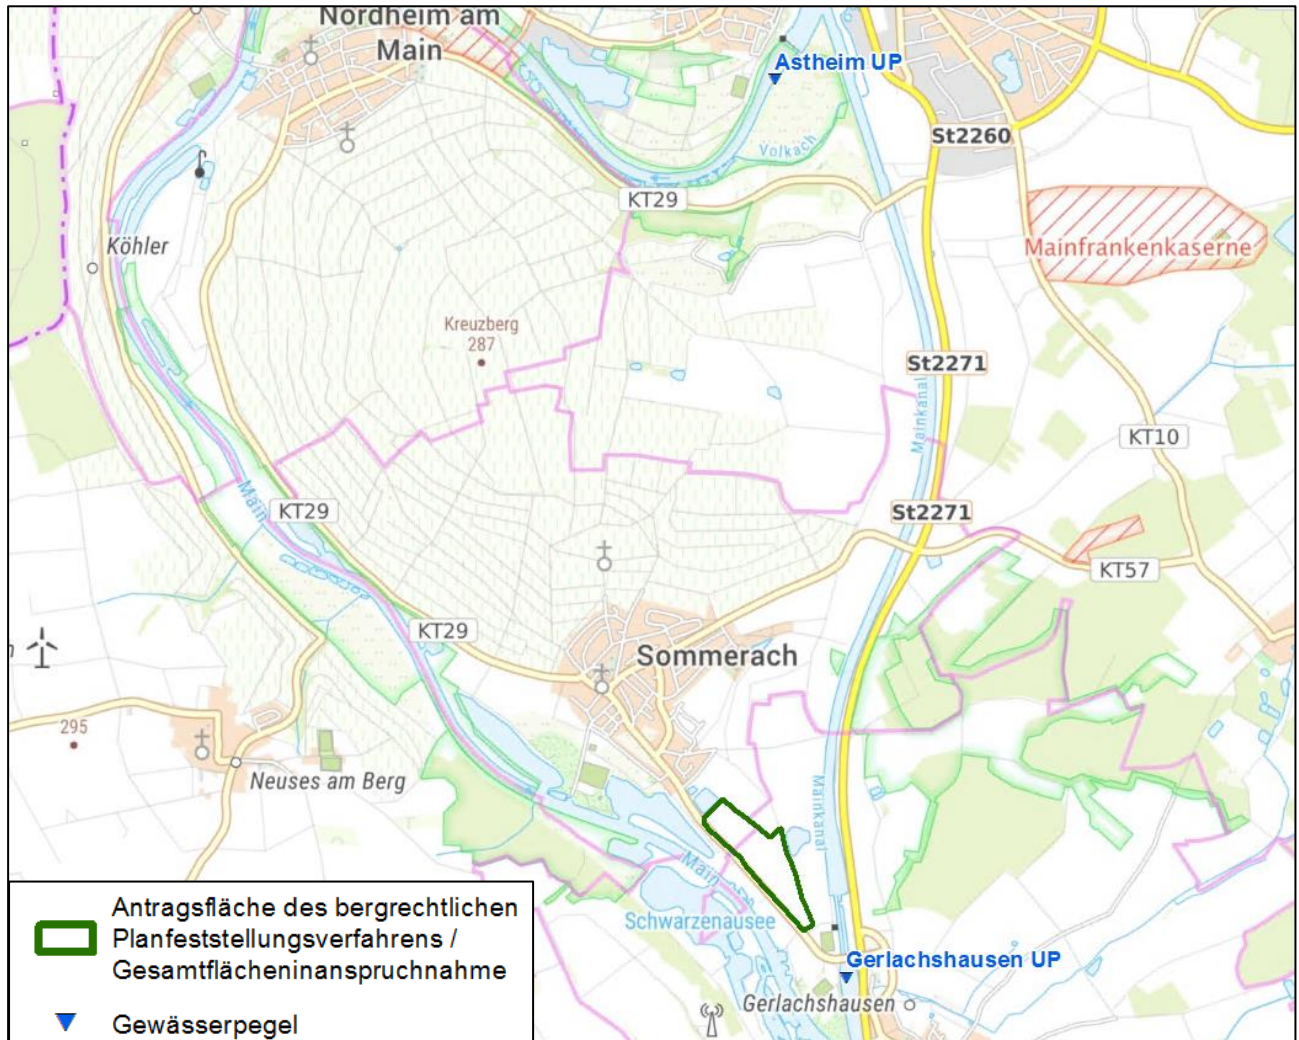 Nordheim am
Main
Astheim UP
St2260
Volkach
KT29
Mainfrankenkaserne
Köhler
Kreuzberg
287
St2271
Mainkanal
KT10
Main
KT29
St2271
KT57
KT29
Sommerach
295
Neuses am Berg
Mainkanal
Main
Schwarzenausee
Gerlachshausen UP
Gerlachshausen
Antragsfläche des bergrechtlichen
Planfeststellungsverfahrens /
Gesamtflächeninanspruchnahme
Gewässerpegel